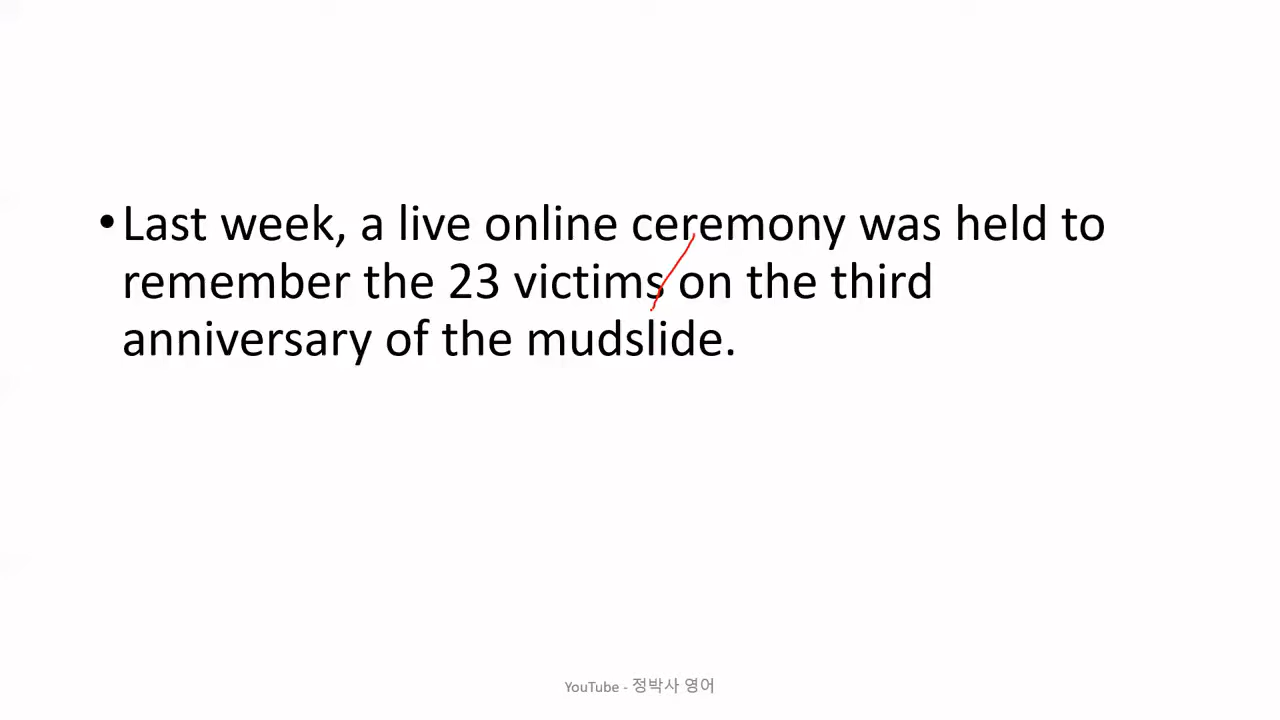 •Last week, a live online ceremony was held to
remember the 23 victims on the third
anniversary of the mudslide.
YouTube - 정박사 영어